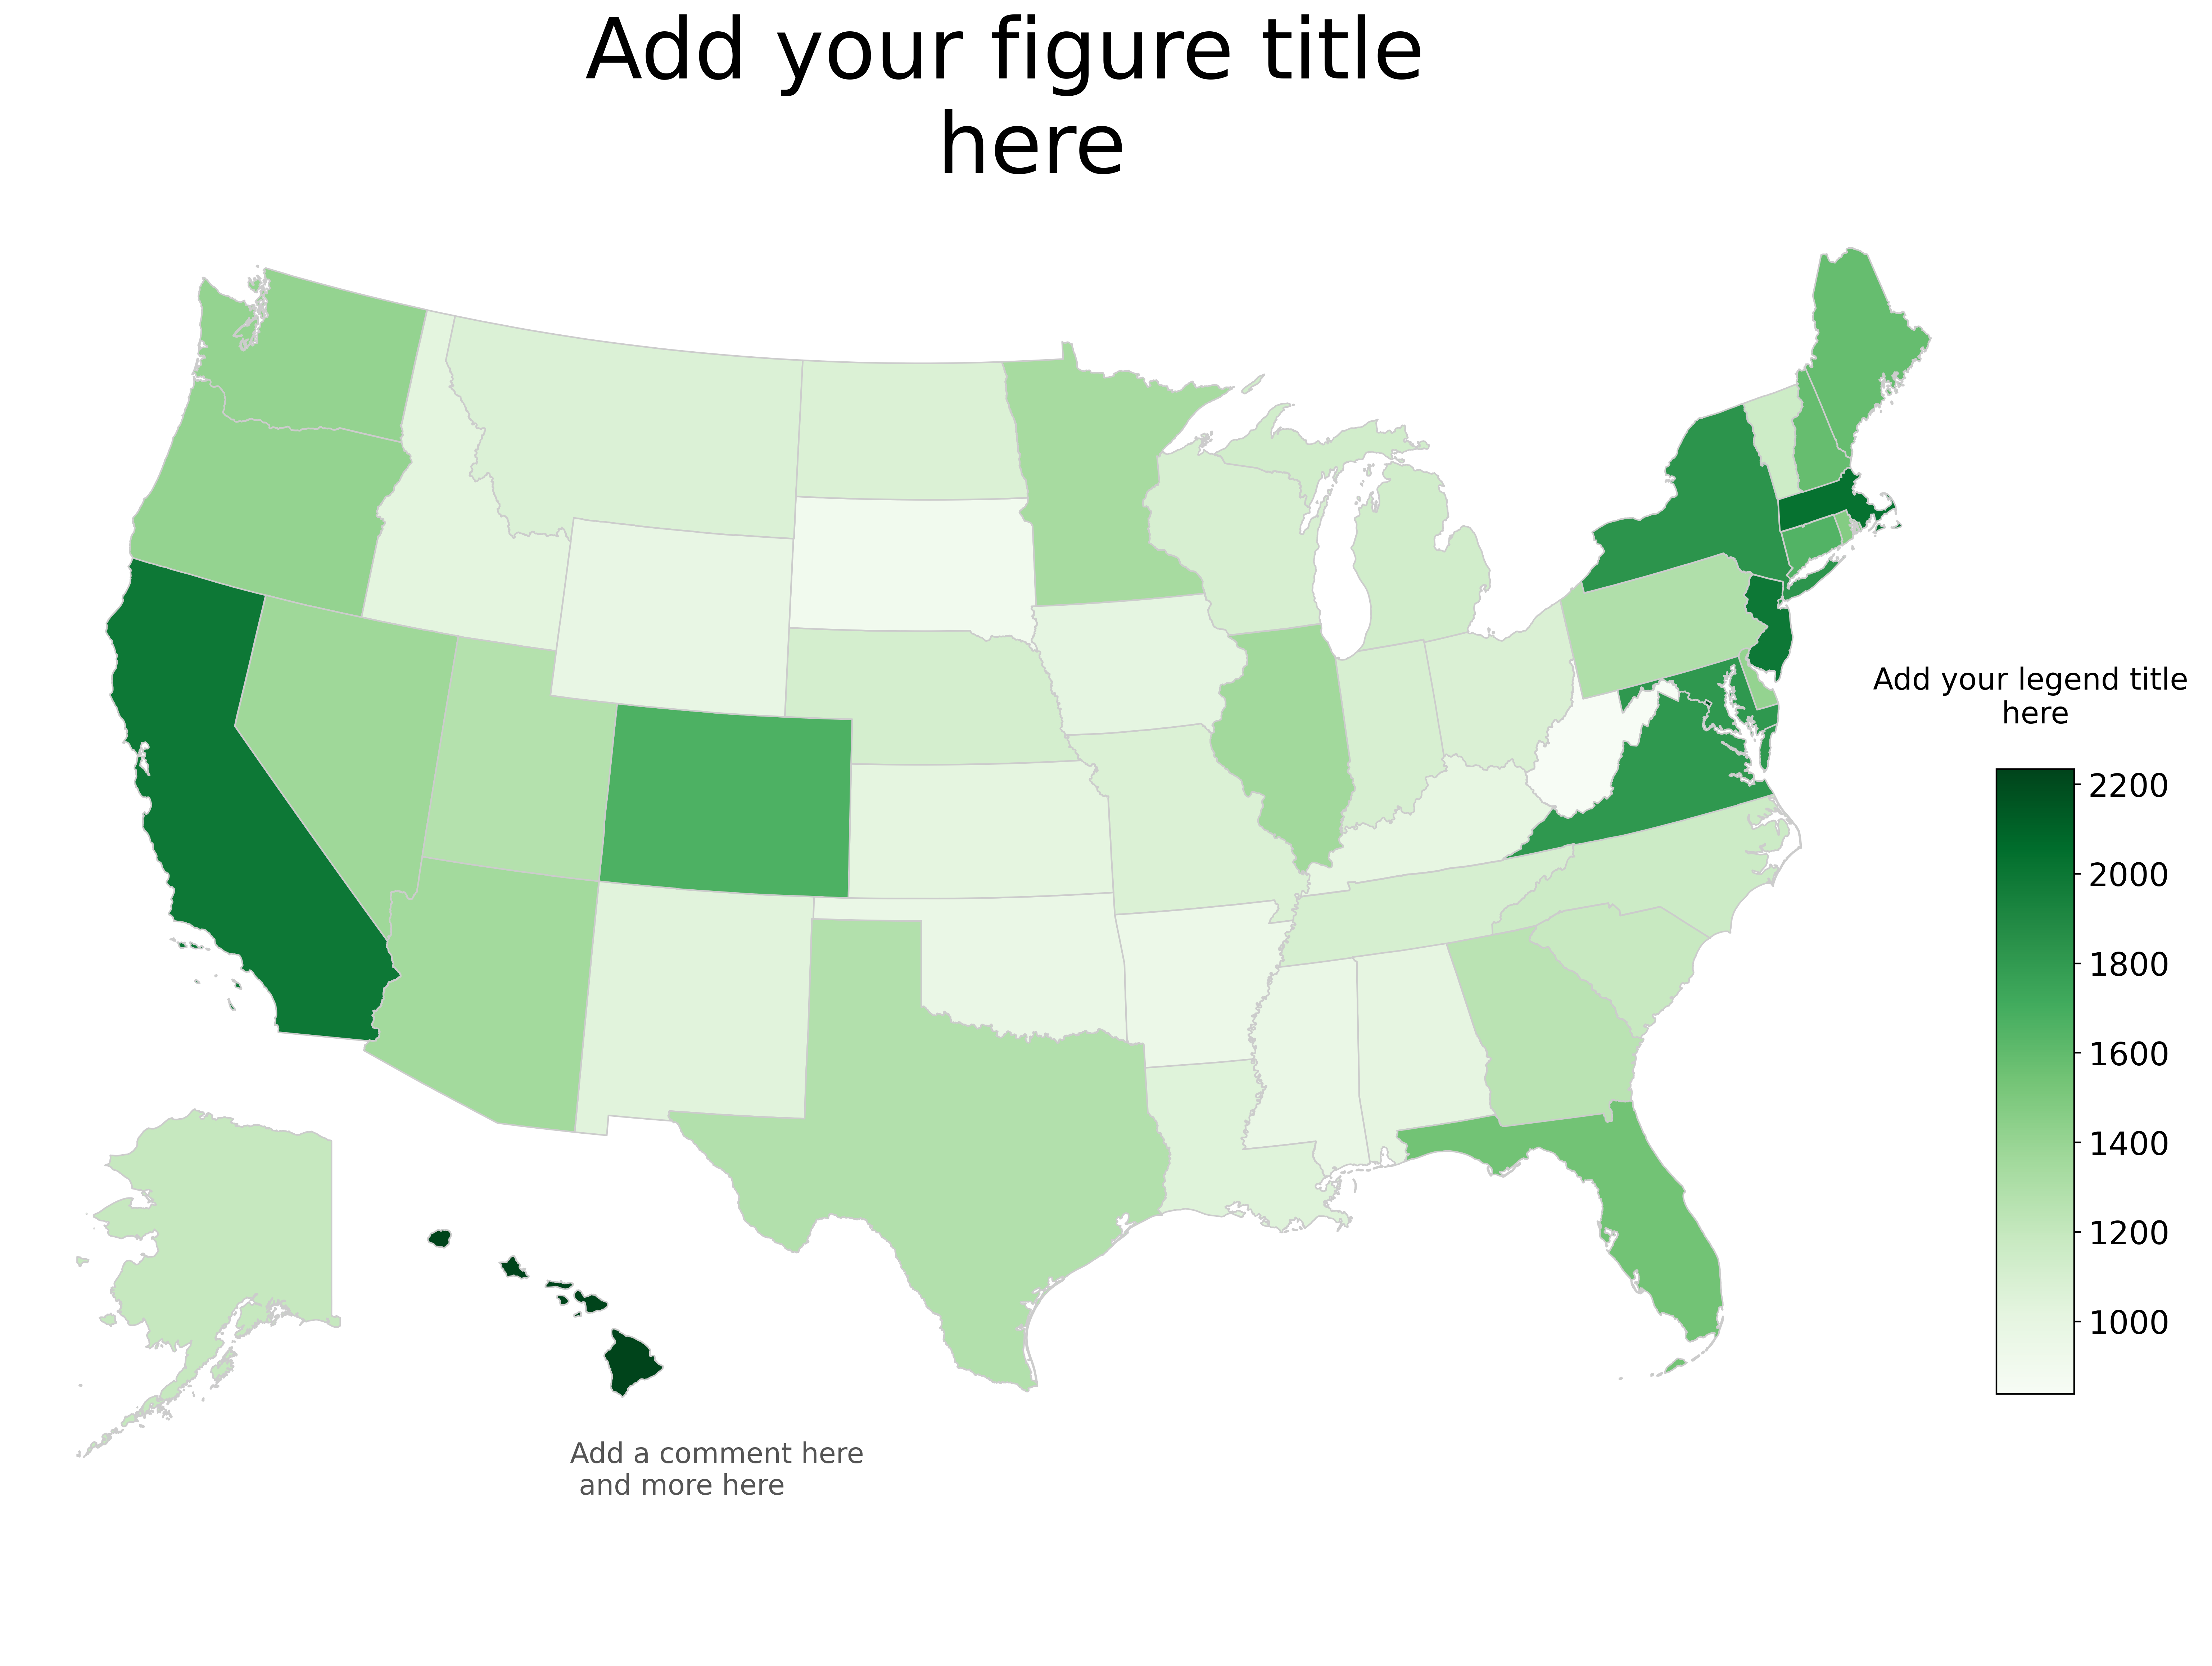 Add your figure title
here
Add your legend title
here
2200
2000
1800
1600
1400
1200
1000
Add a comment here
and more here